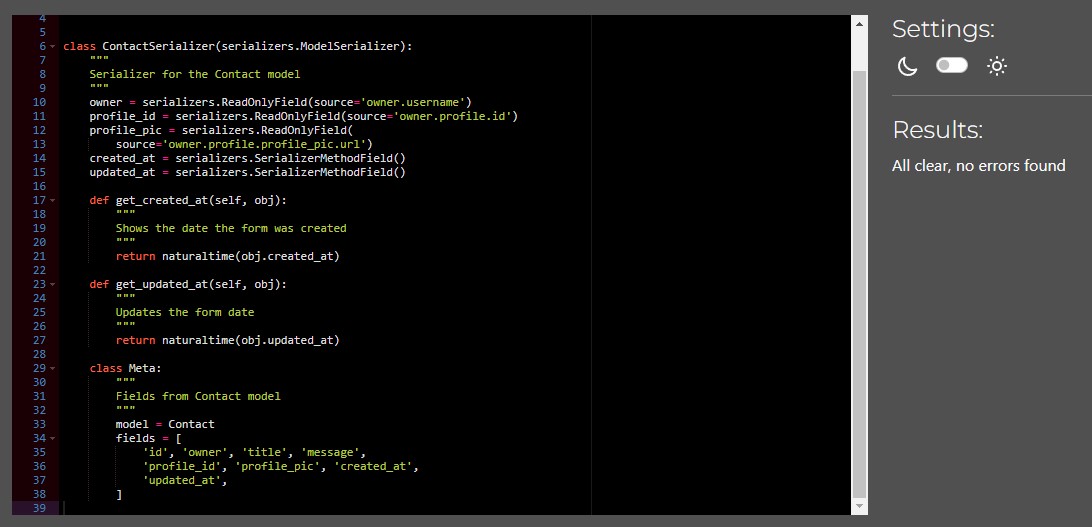 4
5
6 class ContactSerializer(serializers.ModelSerializer):
7     """
8     Serializer for the Contact model
9     """
10     owner = serializers.ReadOnlyField(source='owner.username')
11     profile_id = serializers.ReadOnlyField(source='owner.profile.id')
12     profile_pic = serializers.ReadOnlyField(
13         source='owner.profile.profile_pic.url')
14     created_at = serializers.SerializerMethodField()
15     updated_at = serializers.SerializerMethodField()
16
17     def get_created_at(self, obj):
18         """
19         Shows the date the form was created
20         """
21         return naturaltime(obj.created_at)
22
23     def get_updated_at(self, obj):
24         """
25         Updates the form date
26         """
27         return naturaltime(obj.updated_at)
28
29     class Meta:
30         """
31         Fields from Contact model
32         """
33         model = Contact
34         fields = [
35             'id', 'owner', 'title', 'message',
36             'profile_id', 'profile_pic', 'created_at',
37             'updated_at',
38         ]
39
Settings:
Results:
All clear, no errors found